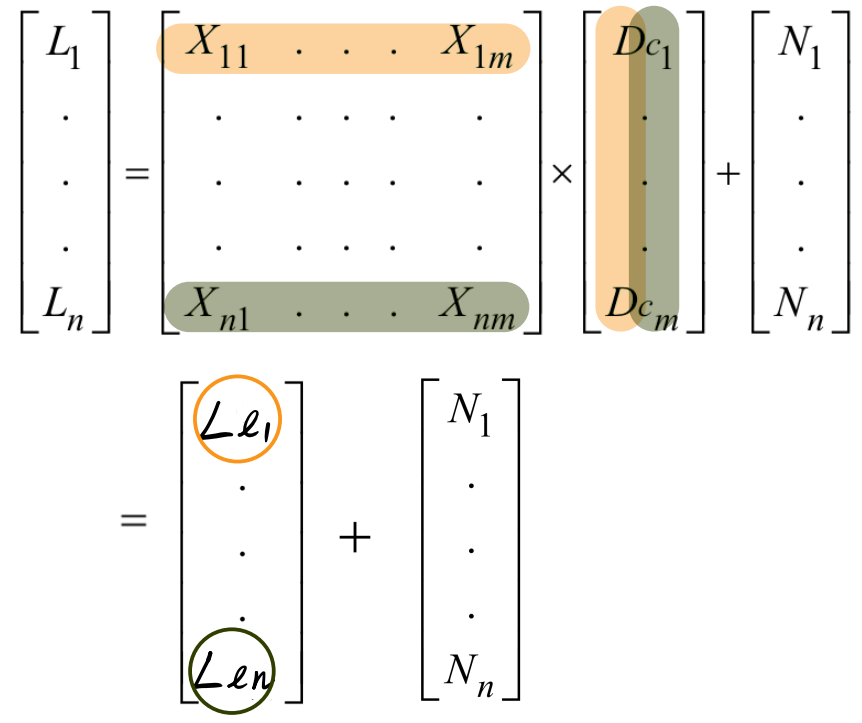 L₁ X₁₁ . . . X₁ₘ Dc₁ N₁
. . . . . . . .
= . . . . . × . + .
. . . . . . . .
Lₙ Xₙ₁ . . . Xₙₘ Dcₘ Nₙ
Le₁ N₁
. .
= . + .
. .
Leₙ Nₙ